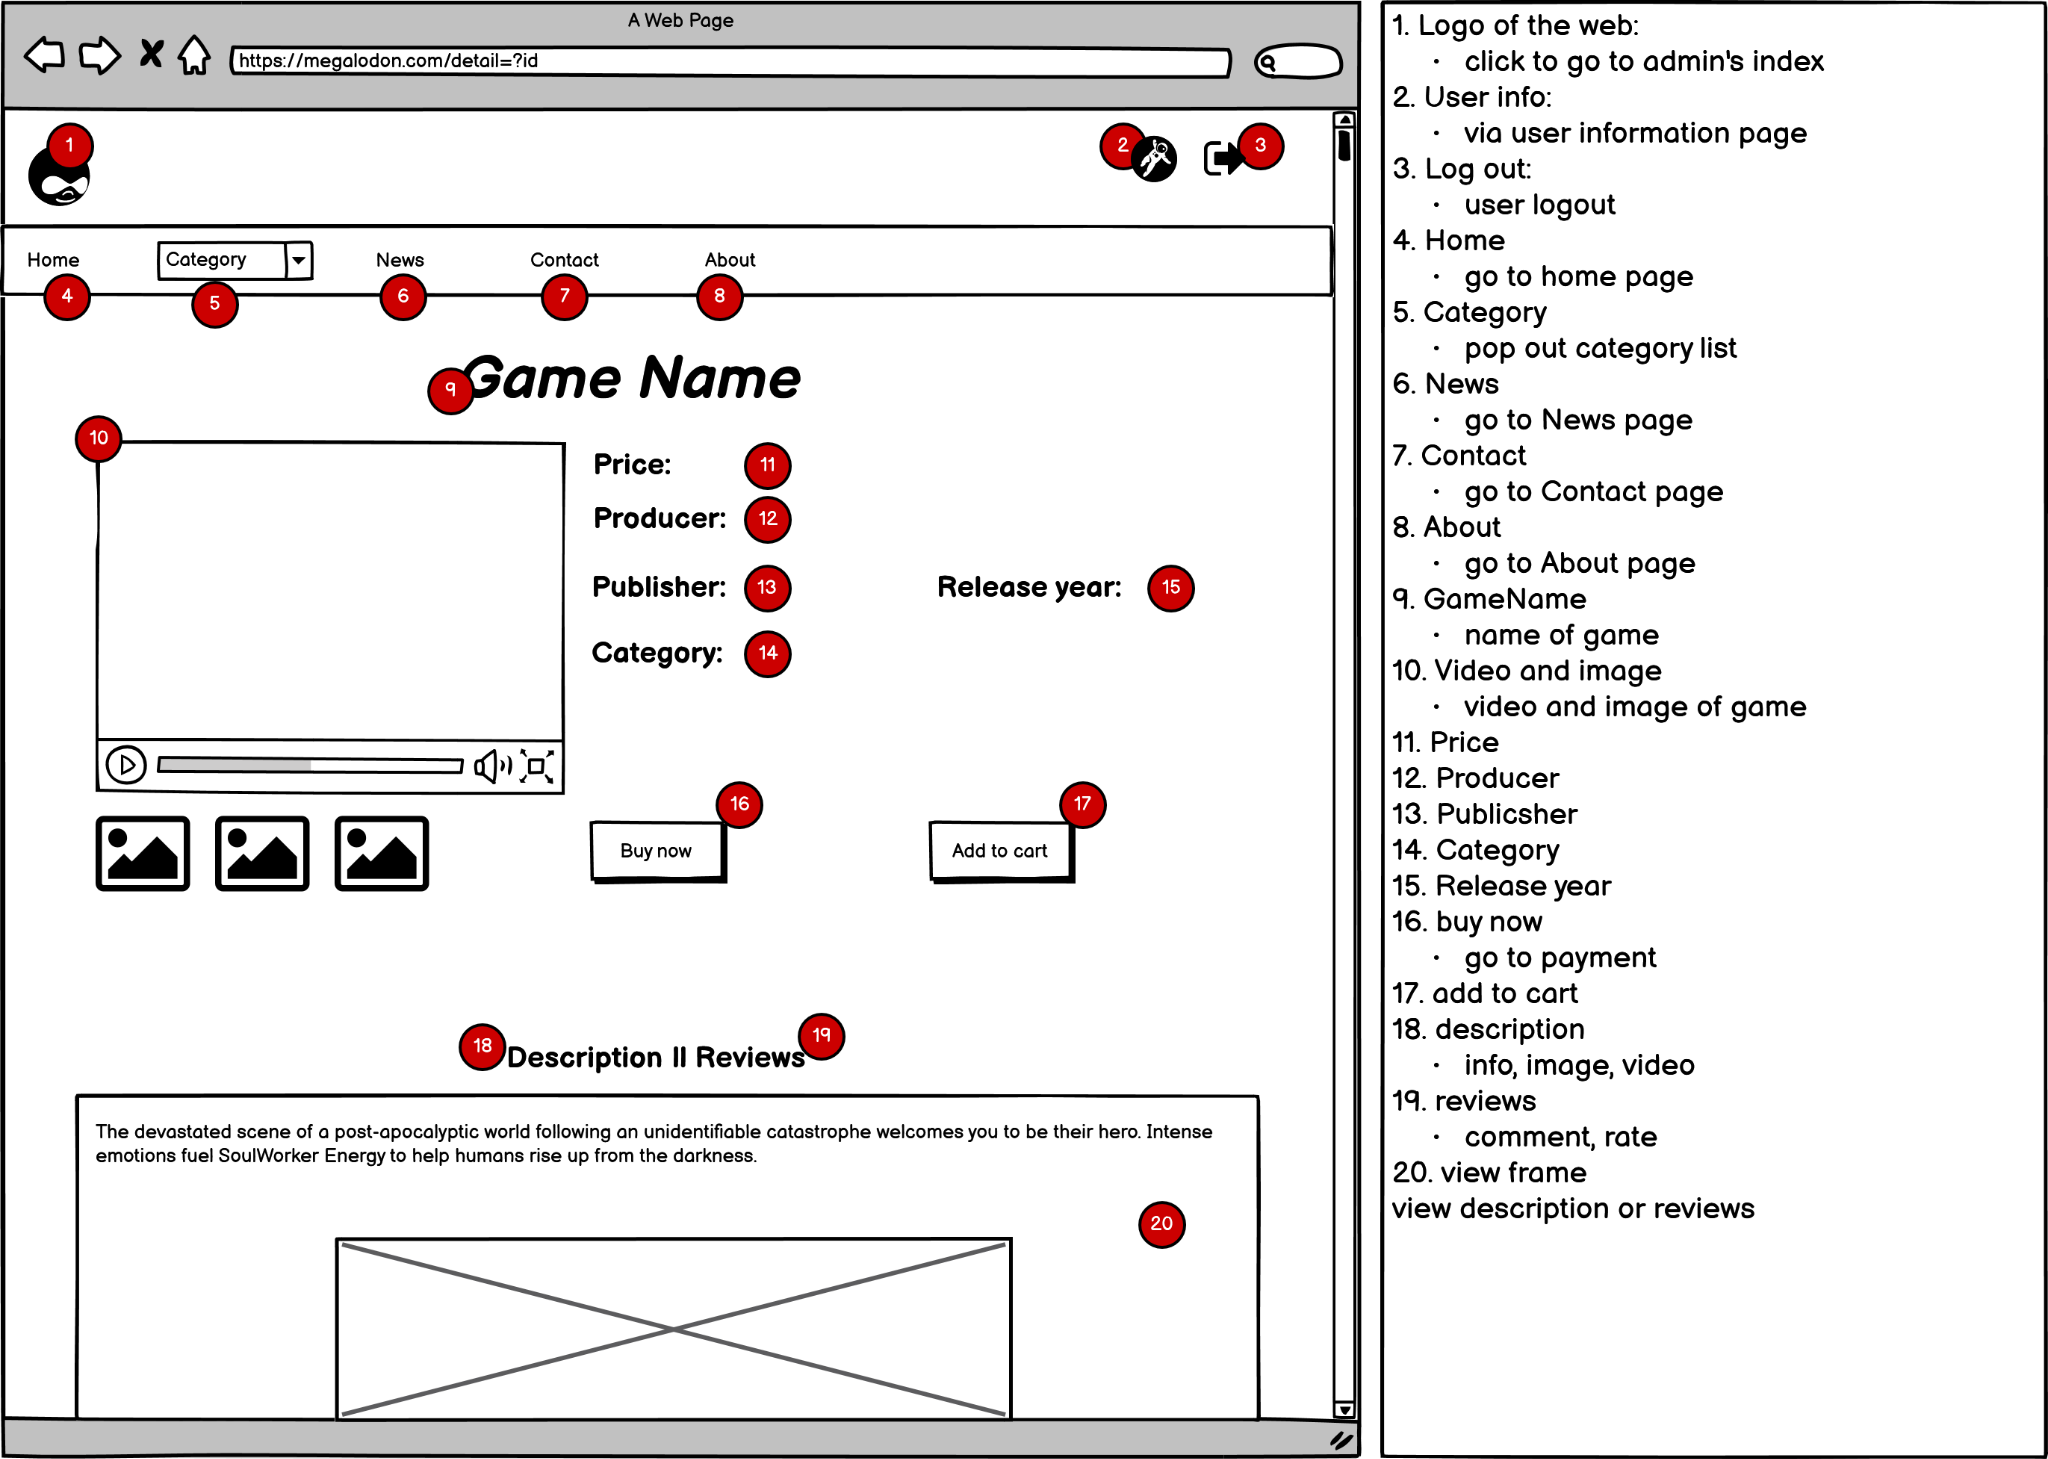 A Web Page
https://megalodon.com/detail=?id
1
2
3
Home
Category
News
Contact
About
4
5
6
7
8
9
Game Name
10
Price:
11
Producer:
12
Publisher:
13
Release year:
15
Category:
14
16
17
Buy now
Add to cart
18
Description II Reviews
19
The devastated scene of a post-apocalyptic world following an unidentifiable catastrophe welcomes you to be their hero. Intense
emotions fuel SoulWorker Energy to help humans rise up from the darkness.
20
1. Logo of the web:
• click to go to admin's index
2. User info:
• via user information page
3. Log out:
• user logout
4. Home
• go to home page
5. Category
• pop out category list
6. News
• go to News page
7. Contact
• go to Contact page
8. About
• go to About page
9. GameName
• name of game
10. Video and image
• video and image of game
11. Price
12. Producer
13. Publicsher
14. Category
15. Release year
16. buy now
• go to payment
17. add to cart
18. description
• info, image, video
19. reviews
• comment, rate
20. view frame
view description or reviews